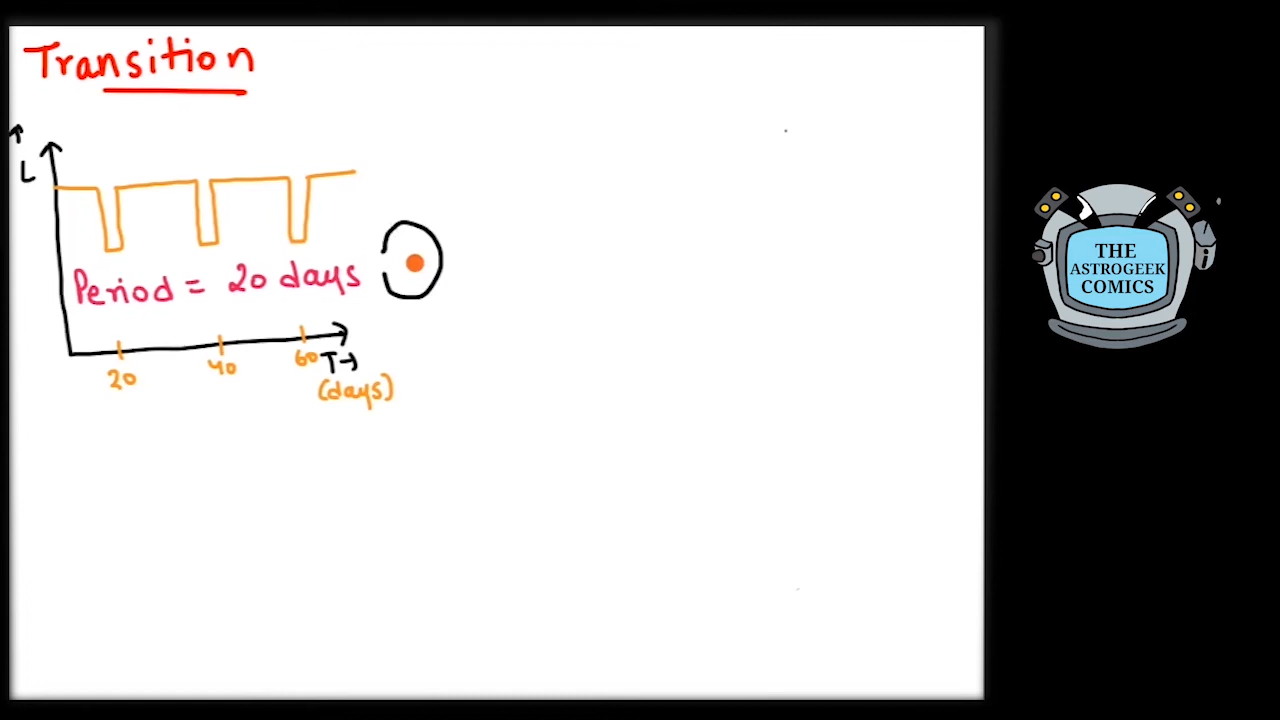 Transition
L
Period = 20 days
20 40 60 T→
(days)
THE
ASTROGEEK
COMICS